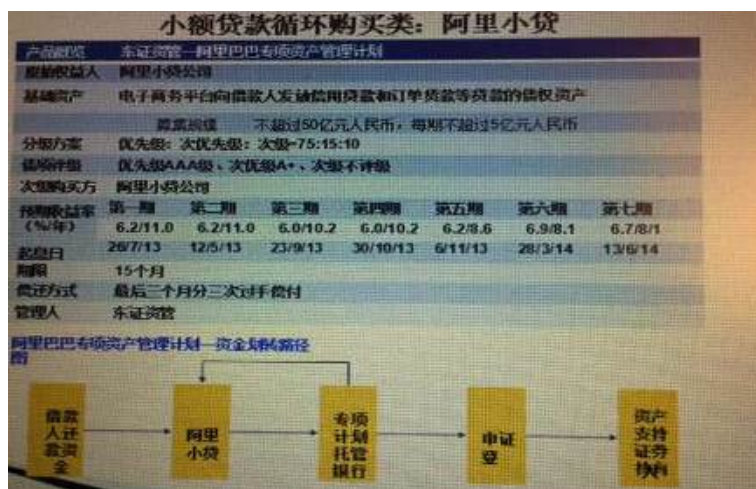 小额贷款循环购买类：阿里小贷
产品概览 东证资管—阿里巴巴专项资产管理计划
原始权益人 阿里小贷公司
基础资产 电子商务平台向借款人发放信用贷款和订单贷款等贷款的债权资产
募集规模 不超过50亿元人民币，每期不超过5亿元人民币
分级方案 优先级：次优先级：次级=75:15:10
债项评级 优先级AAA级、次优级A+、次级不评级
次级购买方 阿里小贷公司
预期收益率 第一期 第二期 第三期 第四期 第五期 第六期 第七期
（%/年） 6.2/11.0 6.2/11.0 6.0/10.2 6.0/10.2 6.2/8.6 6.9/8.1 6.7/8/1
起息日 26/7/13 12/5/13 23/9/13 30/10/13 6/11/13 28/3/14 13/6/14
期限 15个月
偿还方式 最后三个月分三次过手偿付
管理人 东证资管
阿里巴巴专项资产管理计划—资金划转路径
图
借款
人还
款资
金
阿里
小贷
专项
计划
托管
银行
中证
登
资产
支持
证券